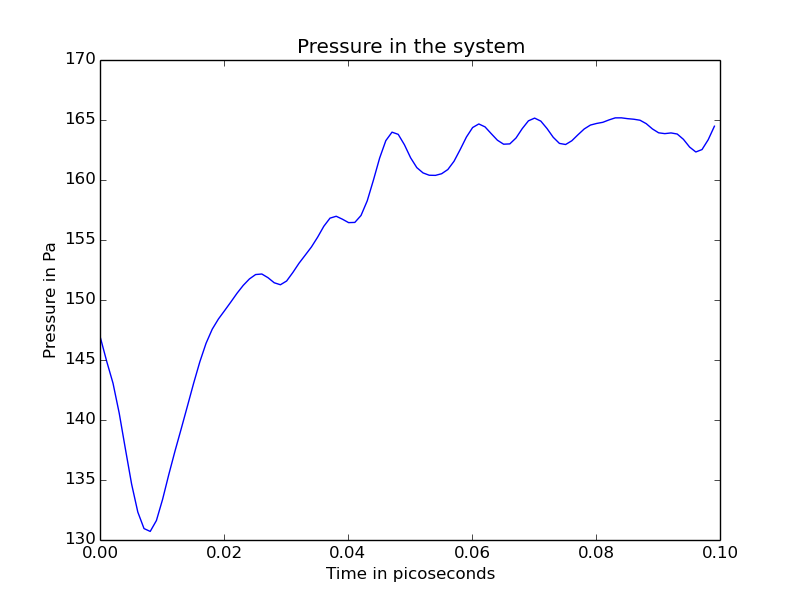 Pressure in the system
170
165
160
155
150
145
140
135
130
Pressure in Pa
0.00 0.02 0.04 0.06 0.08 0.10
Time in picoseconds